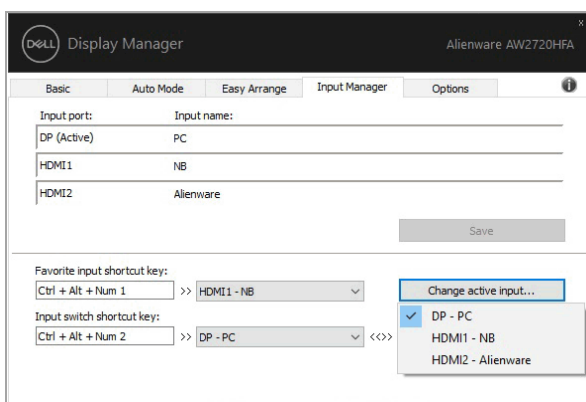 DELL Display Manager Alienware AW2720HFA
x
Basic Auto Mode Easy Arrange Input Manager Options i
Input port: Input name:
DP (Active) PC
HDMI1 NB
HDMI2 Alienware
Save
Favorite input shortcut key:
Ctrl + Alt + Num 1 >> HDMI1 - NB Change active input...
Input switch shortcut key:
Ctrl + Alt + Num 2 >> DP - PC <<>>
DP - PC
HDMI1 - NB
HDMI2 - Alienware